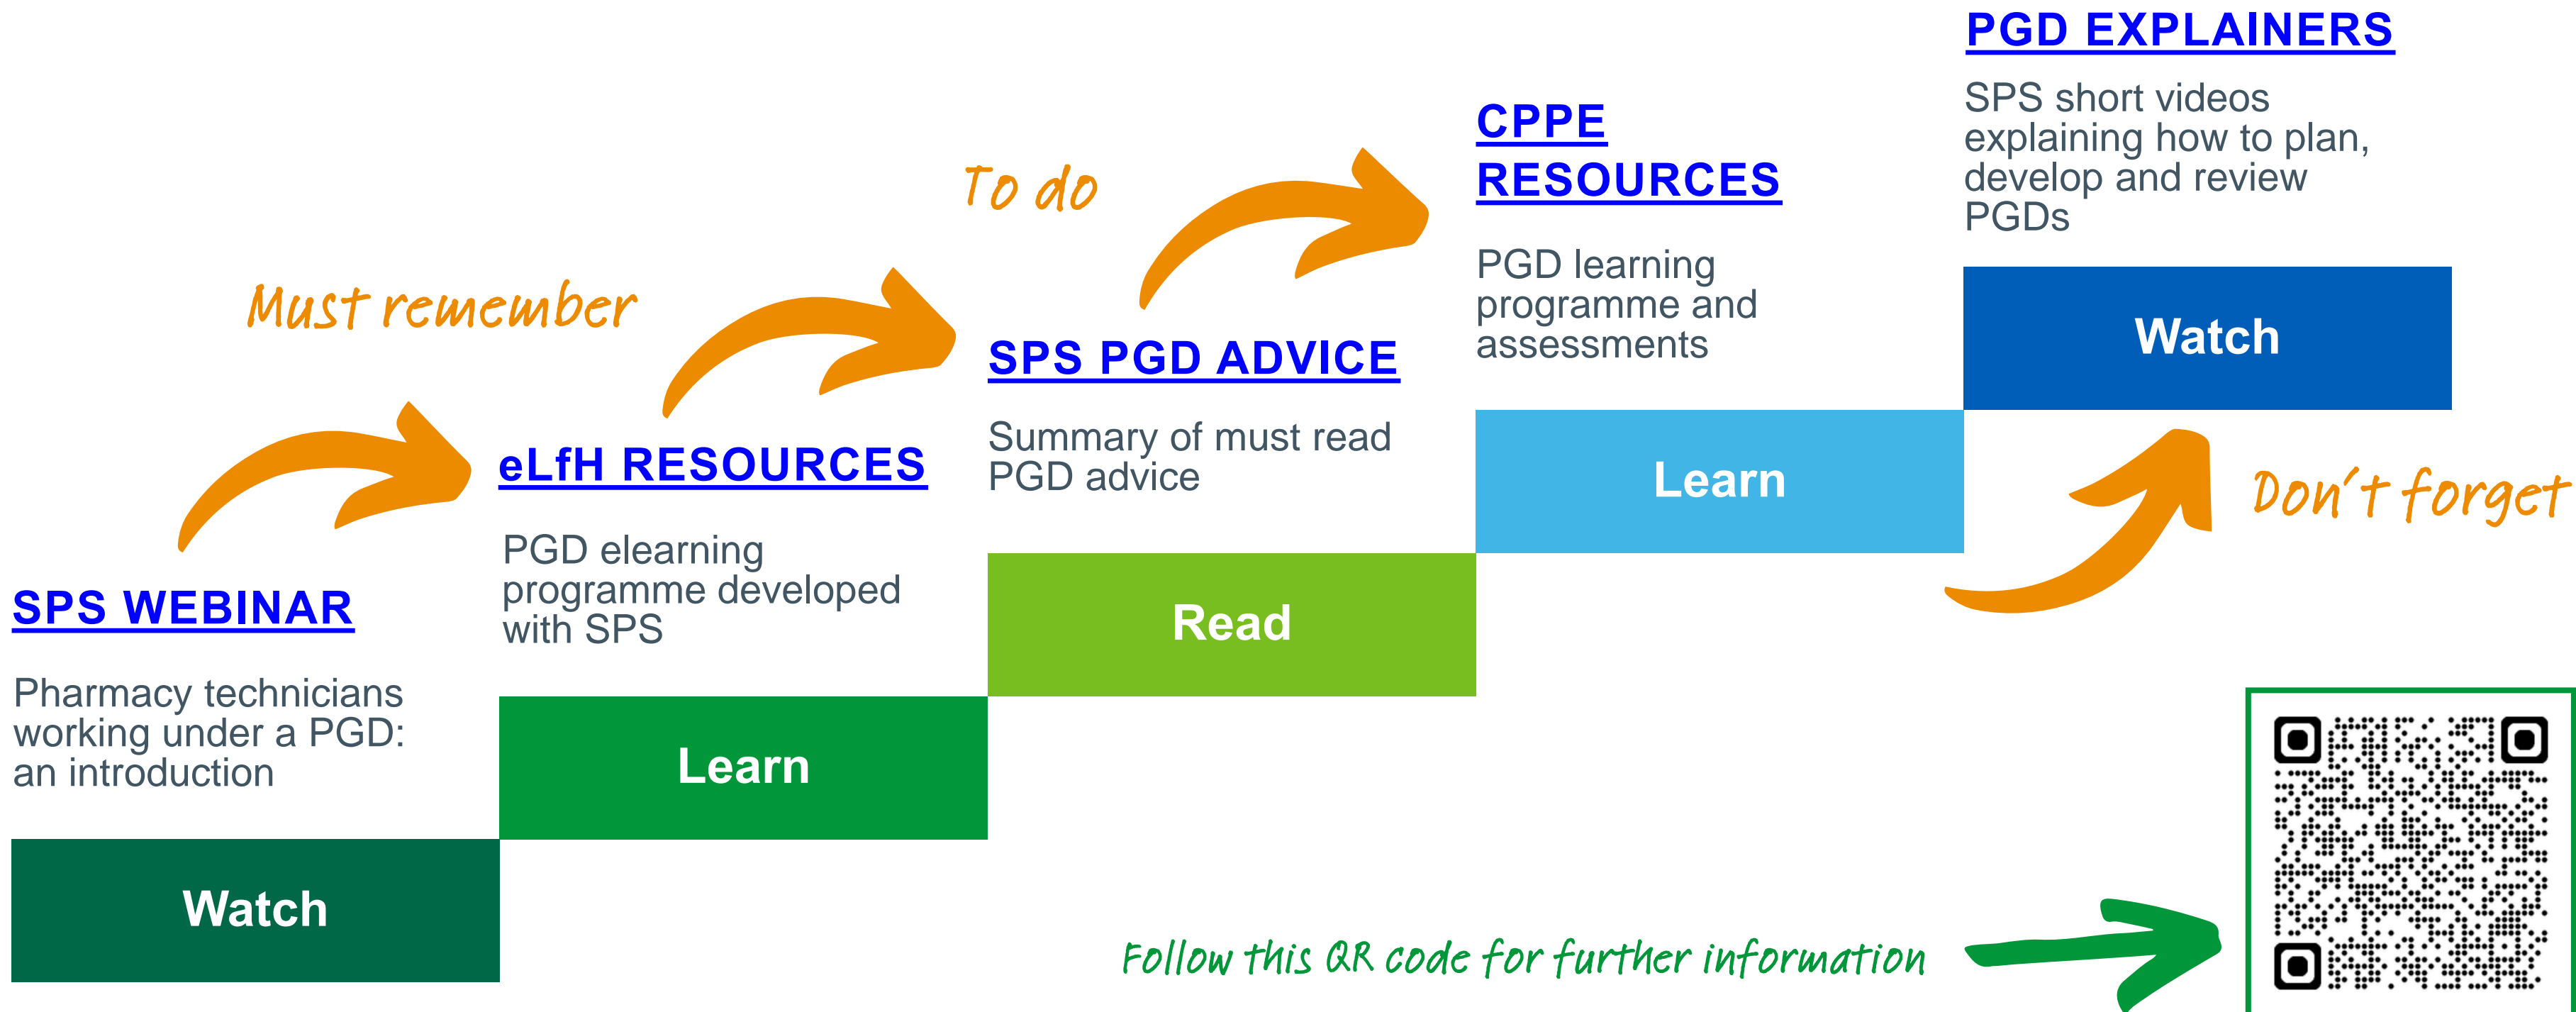 SPS WEBINAR
Pharmacy technicians
working under a PGD:
an introduction
Watch
Must remember
eLfH RESOURCES
PGD elearning
programme developed
with SPS
Learn
To do
SPS PGD ADVICE
Summary of must read
PGD advice
Read
CPPE
RESOURCES
PGD learning
programme and
assessments
Learn
PGD EXPLAINERS
SPS short videos
explaining how to plan,
develop and review
PGDs
Watch
Don't forget
Follow this QR code for further information